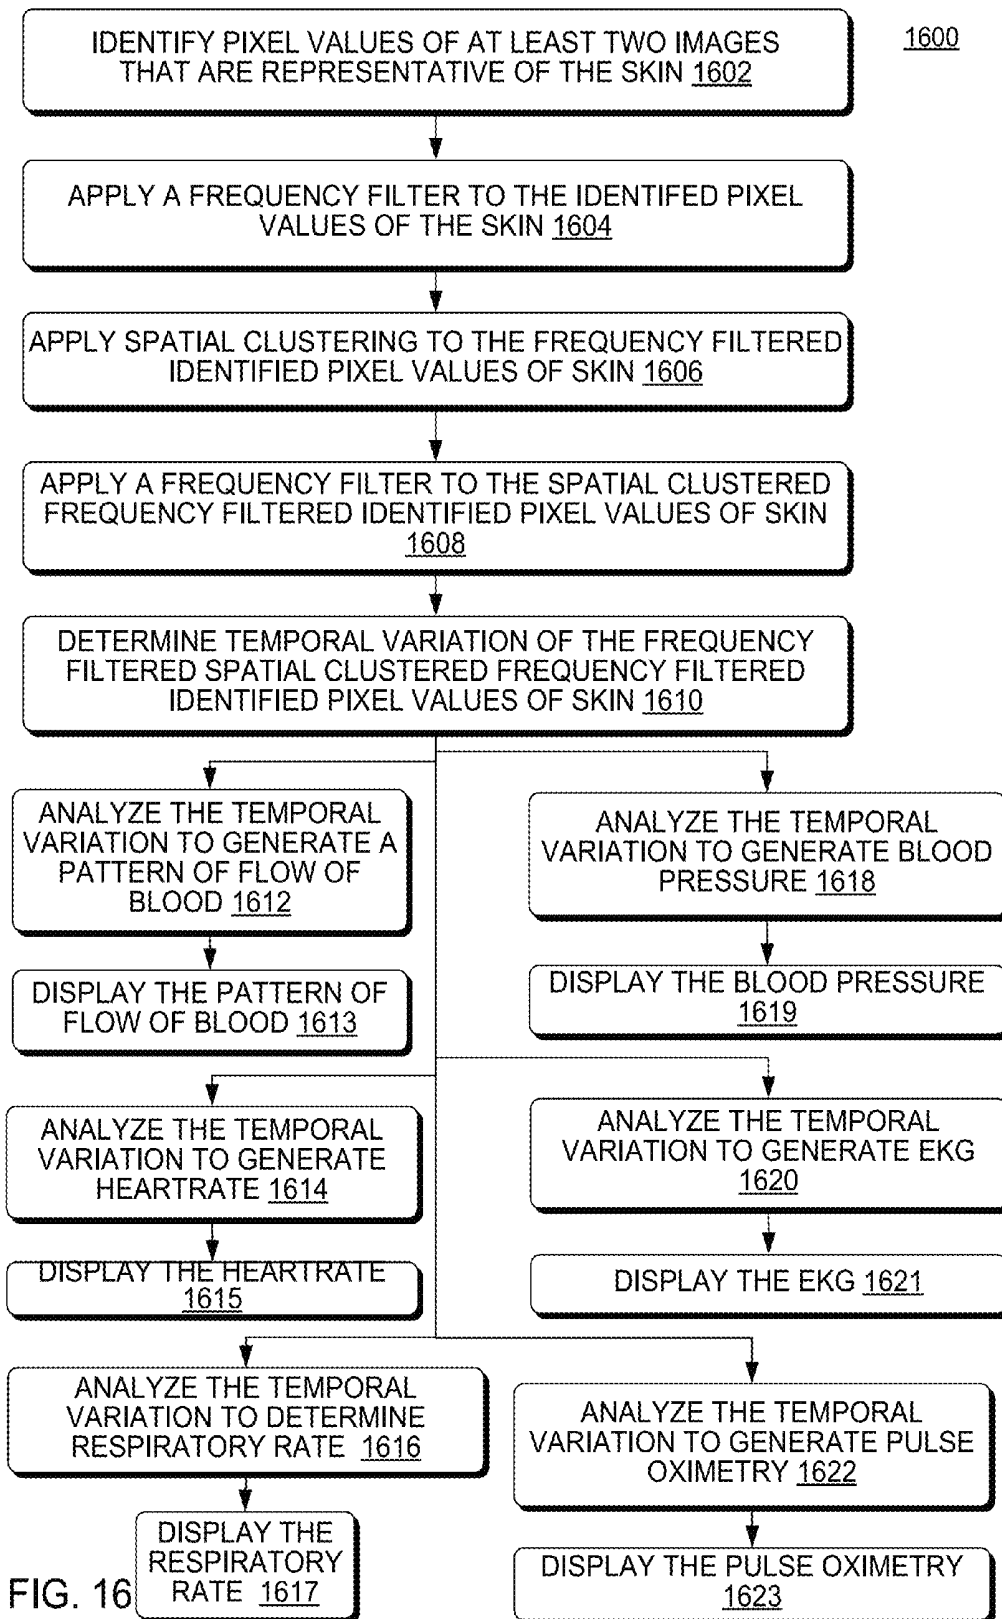 1600
IDENTIFY PIXEL VALUES OF AT LEAST TWO IMAGES
THAT ARE REPRESENTATIVE OF THE SKIN 1602
APPLY A FREQUENCY FILTER TO THE IDENTIFED PIXEL
VALUES OF THE SKIN 1604
APPLY SPATIAL CLUSTERING TO THE FREQUENCY FILTERED
IDENTIFIED PIXEL VALUES OF SKIN 1606
APPLY A FREQUENCY FILTER TO THE SPATIAL CLUSTERED
FREQUENCY FILTERED IDENTIFIED PIXEL VALUES OF SKIN
1608
DETERMINE TEMPORAL VARIATION OF THE FREQUENCY
FILTERED SPATIAL CLUSTERED FREQUENCY FILTERED
IDENTIFIED PIXEL VALUES OF SKIN 1610
ANALYZE THE TEMPORAL
VARIATION TO GENERATE A
PATTERN OF FLOW OF
BLOOD 1612
DISPLAY THE PATTERN OF
FLOW OF BLOOD 1613
ANALYZE THE TEMPORAL
VARIATION TO GENERATE BLOOD
PRESSURE 1618
DISPLAY THE BLOOD PRESSURE
1619
ANALYZE THE TEMPORAL
VARIATION TO GENERATE
HEARTRATE 1614
DISPLAY THE HEARTRATE
1615
ANALYZE THE TEMPORAL
VARIATION TO GENERATE EKG
1620
DISPLAY THE EKG 1621
ANALYZE THE TEMPORAL
VARIATION TO DETERMINE
RESPIRATORY RATE 1616
DISPLAY THE
RESPIRATORY
RATE 1617
ANALYZE THE TEMPORAL
VARIATION TO GENERATE PULSE
OXIMETRY 1622
DISPLAY THE PULSE OXIMETRY
1623
FIG. 16